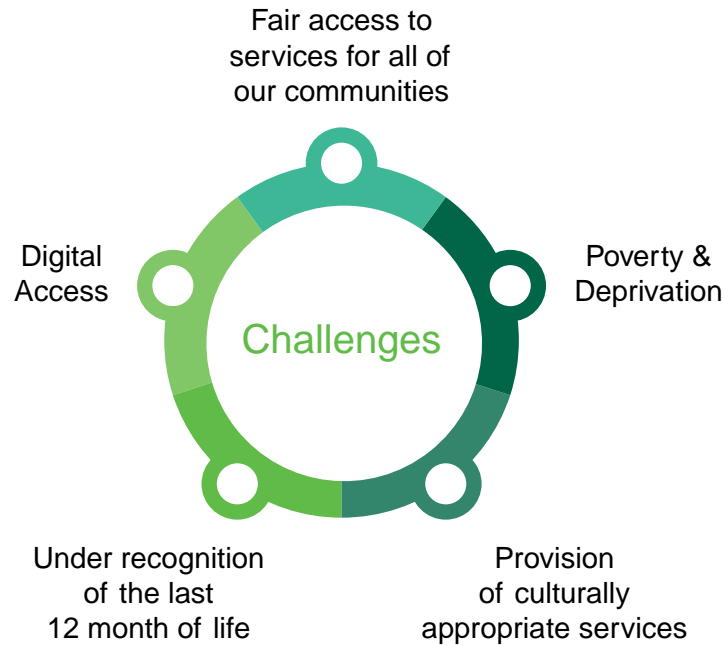 Fair access to
services for all of
our communities
Digital
Access
Poverty &
Deprivation
Challenges
Under recognition
of the last
12 month of life
Provision
of culturally
appropriate services